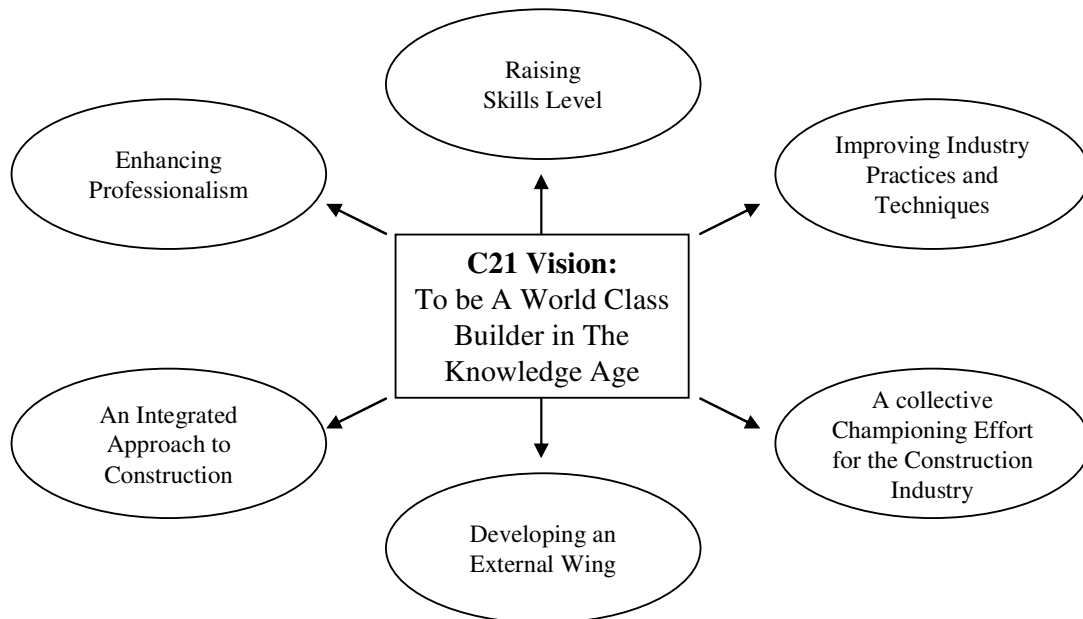 Raising
Skills Level
Enhancing
Professionalism
Improving Industry
Practices and
Techniques
C21 Vision:
To be A World Class
Builder in The
Knowledge Age
An Integrated
Approach to
Construction
A collective
Championing Effort
for the Construction
Industry
Developing an
External Wing